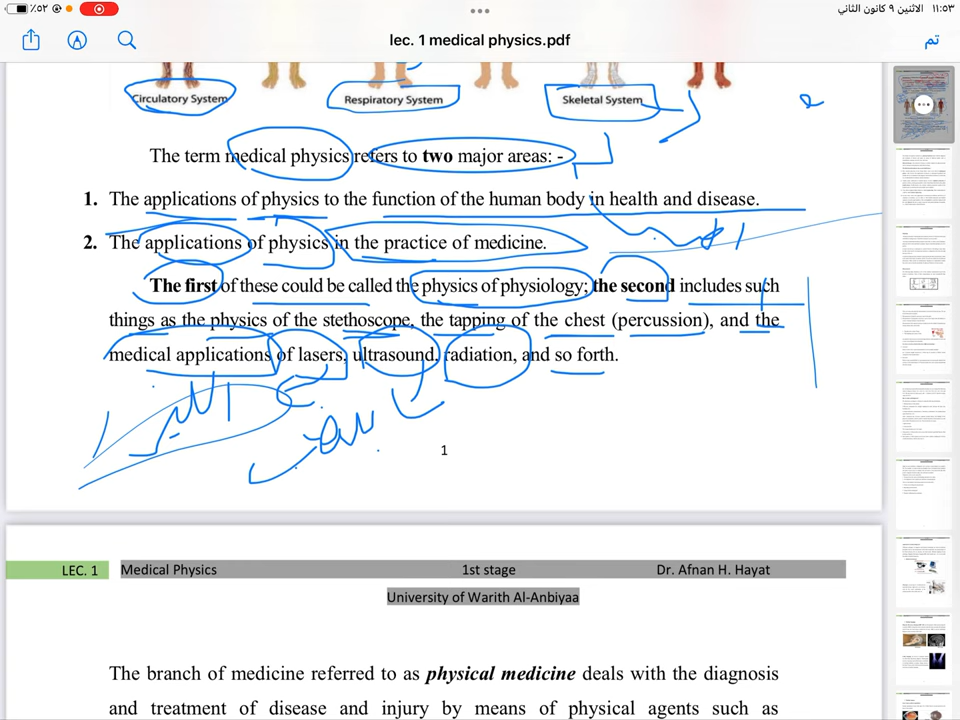 ٪٥٢ ١١:٥٣ الاثنين ٩ كانون الثاني
lec. 1 medical physics.pdf
تم
Circulatory System Respiratory System Skeletal System
The term medical physics refers to two major areas: -
1. The applications of physics to the function of the human body in health and disease.
2. The applications of physics in the practice of medicine.
The first of these could be called the physics of physiology; the second includes such
things as the physics of the stethoscope, the tapping of the chest (percussion), and the
medical applications of lasers, ultrasound, radiation, and so forth.
1
LEC. 1 Medical Physics 1st stage Dr. Afnan H. Hayat
University of Warith Al-Anbiyaa
The branch of medicine referred to as physical medicine deals with the diagnosis
and treatment of disease and injury by means of physical agents such as